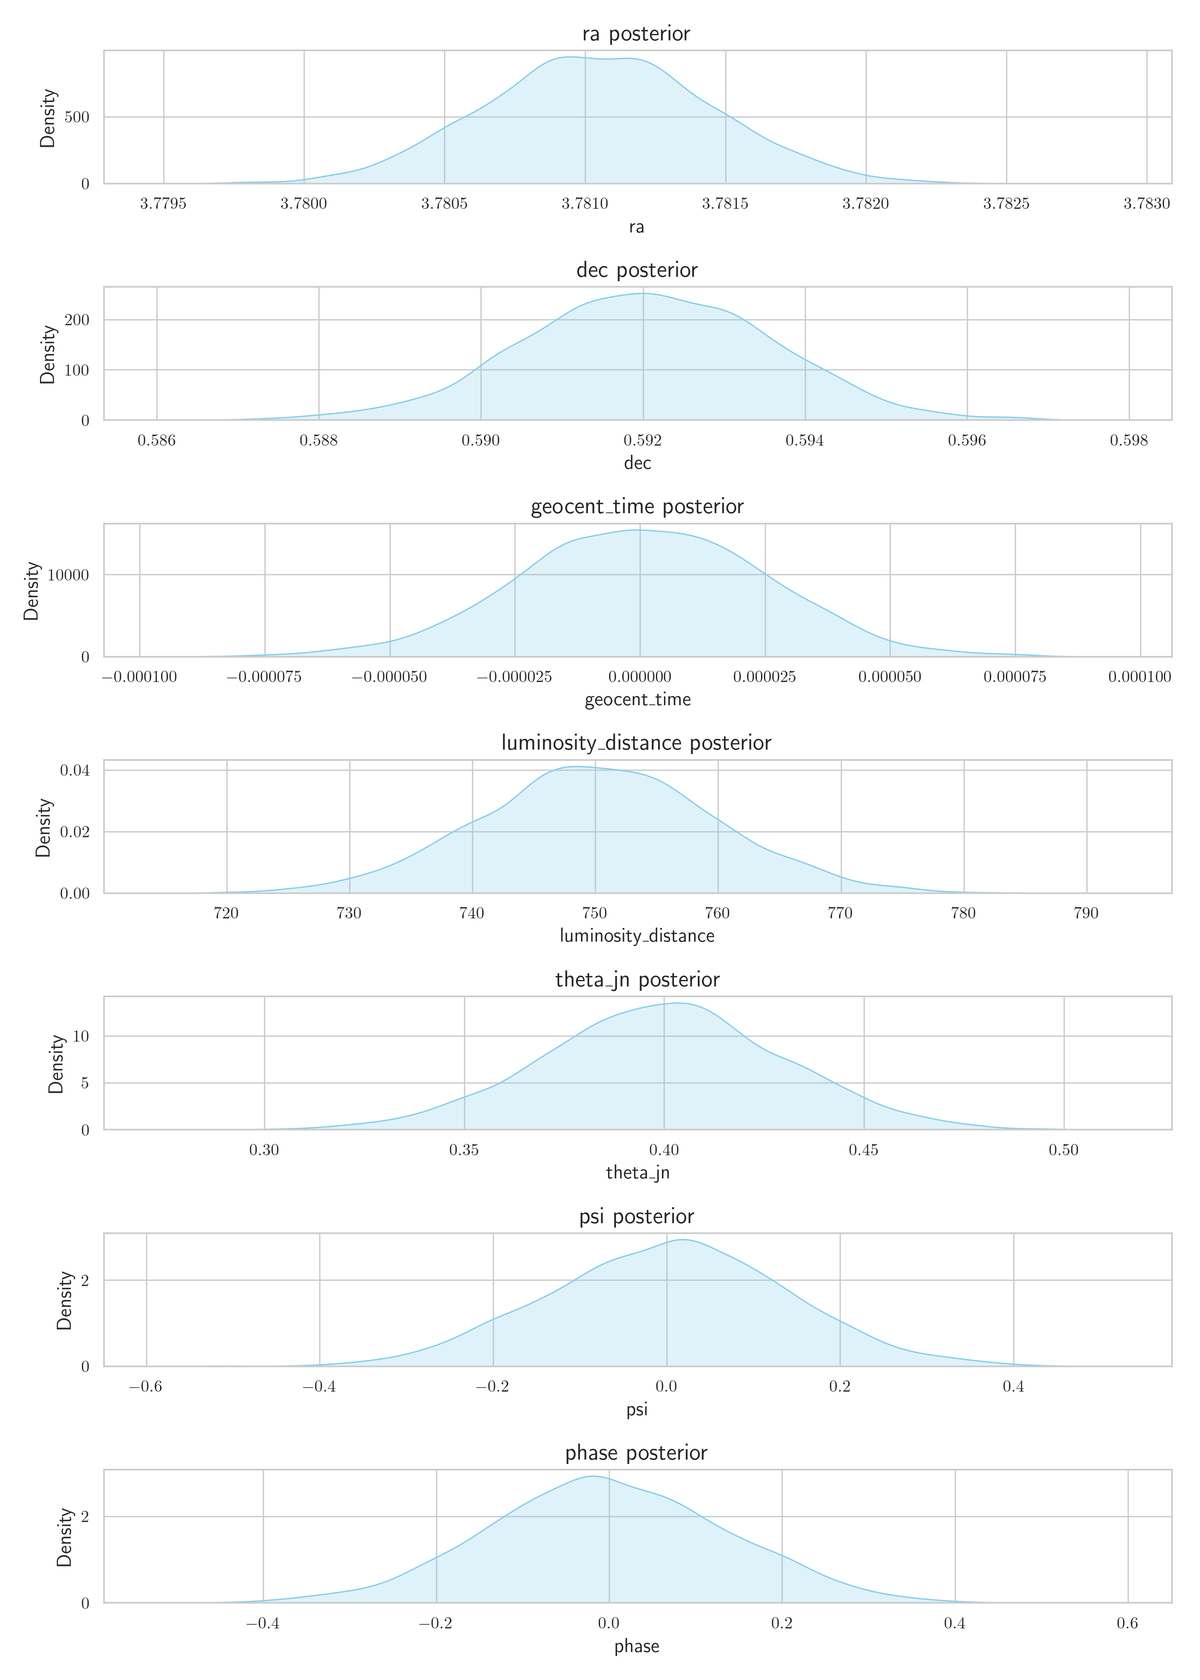 ra posterior
Density
500
0
3.7795 3.7800 3.7805 3.7810 3.7815 3.7820 3.7825 3.7830
ra
dec posterior
Density
200
100
0
0.586 0.588 0.590 0.592 0.594 0.596 0.598
dec
geocent_time posterior
Density
10000
0
−0.000100 −0.000075 −0.000050 −0.000025 0.000000 0.000025 0.000050 0.000075 0.000100
geocent_time
luminosity_distance posterior
Density
0.04
0.02
0.00
720 730 740 750 760 770 780 790
luminosity_distance
theta_jn posterior
Density
10
5
0
0.30 0.35 0.40 0.45 0.50
theta_jn
psi posterior
Density
2
0
−0.6 −0.4 −0.2 0.0 0.2 0.4
psi
phase posterior
Density
2
0
−0.4 −0.2 0.0 0.2 0.4 0.6
phase